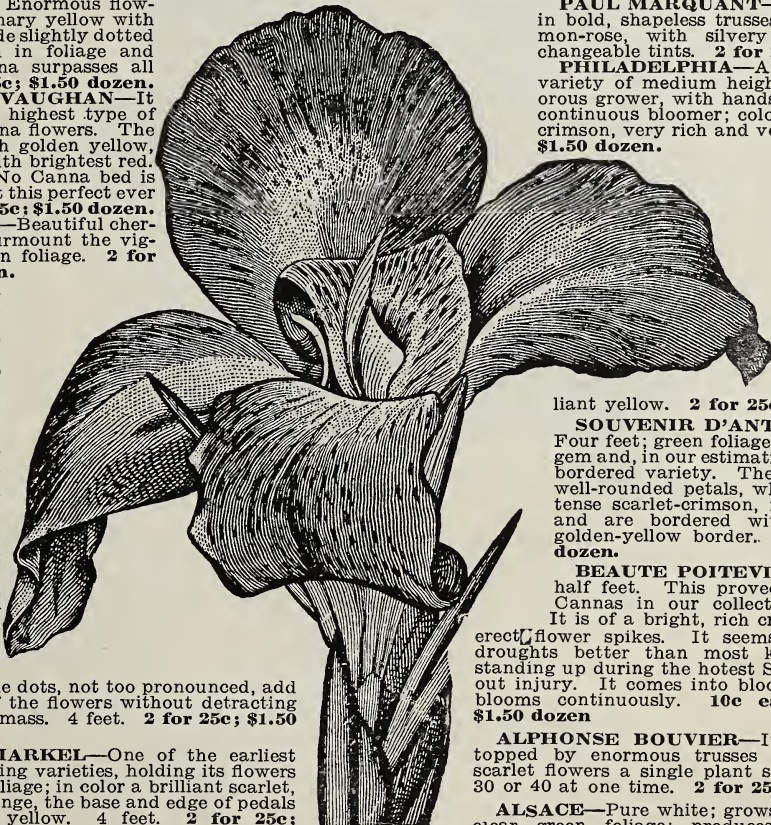 Enormous flow-
nary yellow with
de slightly dotted
in foliage and
na surpasses all
5c; $1.50 dozen.
VAUGHAN—It
highest type of
na flowers. The
h golden yellow,
ith brightest red.
No Canna bed is
t this perfect ever
5c; $1.50 dozen.
—Beautiful cher-
urmount the vig-
n foliage. 2 for
n.
e dots, not too pronounced, add
f the flowers without detracting
mass. 4 feet. 2 for 25c; $1.50
MARKEL—One of the earliest
ing varieties, holding its flowers
liage; in color a brilliant scarlet,
nge, the base and edge of pedals
yellow. 4 feet. 2 for 25c:
PAUL MARQUANT—
in bold, shapeless trusses
mon-rose, with silvery
changeable tints. 2 for
PHILADELPHIA—A
variety of medium heigh
orous grower, with hands
continuous bloomer; colo
crimson, very rich and ve
$1.50 dozen.
liant yellow. 2 for 25c
SOUVENIR D'ANT
Four feet; green foliage
gem and, in our estimati
bordered variety. The
well-rounded petals, wh
tense scarlet-crimson,
and are bordered wi
golden-yellow border.
dozen.
BEAUTE POITEVI
half feet. This prove
Cannas in our collect
It is of a bright, rich cr
erect flower spikes. It seems
droughts better than most k
standing up during the hotest S
out injury. It comes into bloo
blooms continuously. 10c ea
$1.50 dozen
ALPHONSE BOUVIER—I
topped by enormous trusses
scarlet flowers a single plant s
30 or 40 at one time. 2 for 25
ALSACE—Pure white; grows
clean green foliage; produces